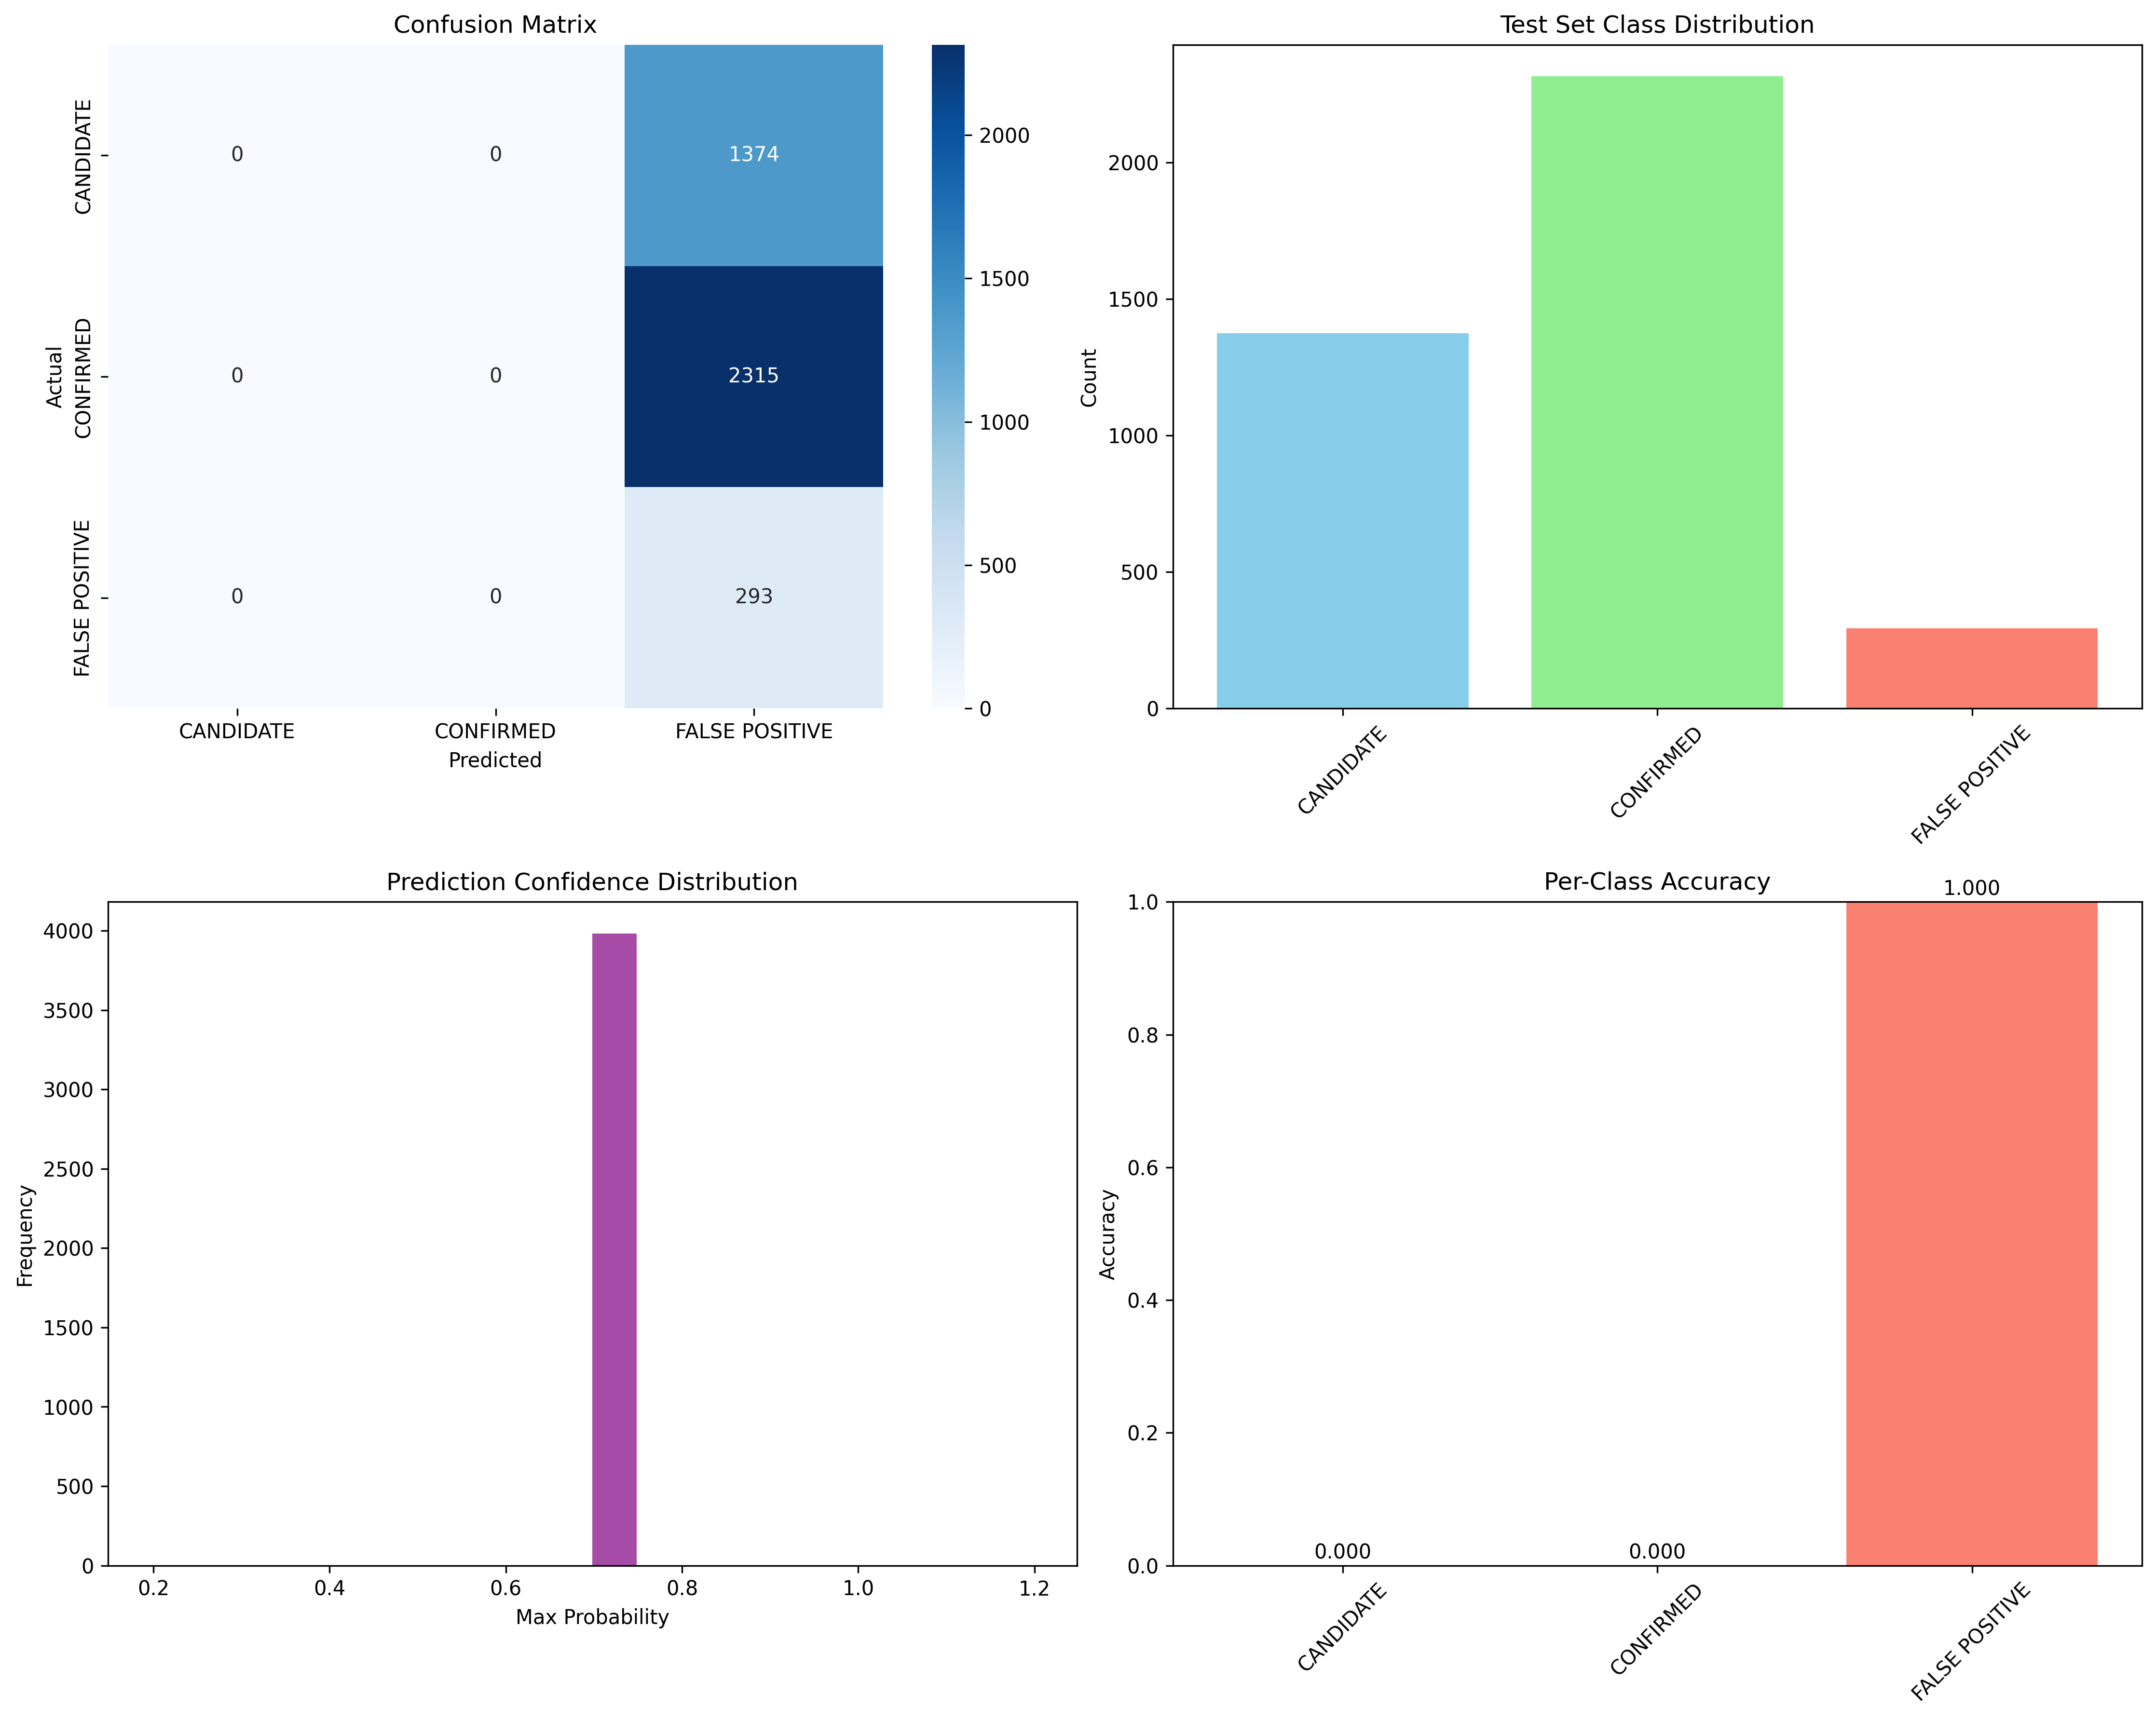 Confusion Matrix
CANDIDATE
CONFIRMED
FALSE POSITIVE
Actual
0 0 1374
0 0 2315
0 0 293
CANDIDATE CONFIRMED FALSE POSITIVE
Predicted
2000
1500
1000
500
0
Test Set Class Distribution
Count
2000
1500
1000
500
0
CANDIDATE
CONFIRMED
FALSE POSITIVE
Prediction Confidence Distribution
Frequency
4000
3500
3000
2500
2000
1500
1000
500
0
0.2 0.4 0.6 0.8 1.0 1.2
Max Probability
Per-Class Accuracy
Accuracy
1.0
0.8
0.6
0.4
0.2
0.0
0.000 0.000 1.000
CANDIDATE
CONFIRMED
FALSE POSITIVE